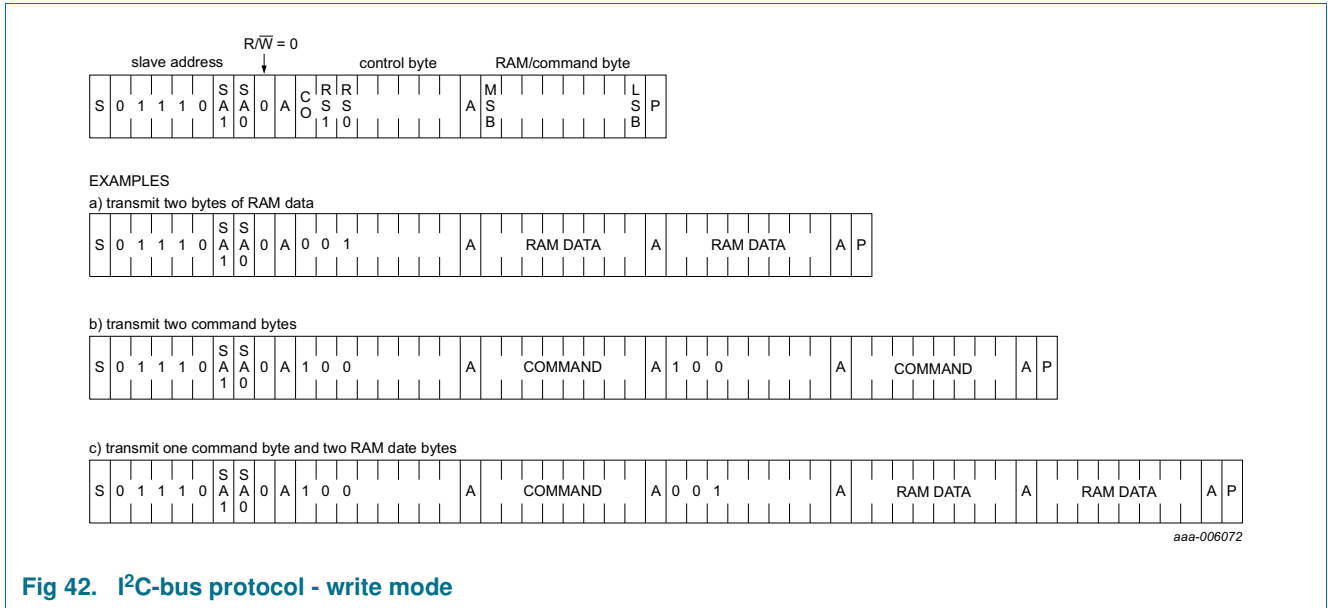 R/W̅ = 0
slave address control byte RAM/command byte
S 0 1 1 1 0 SA1 SA0 0 A CO RS1 RS0 A MSB LSB P
EXAMPLES
a) transmit two bytes of RAM data
S 0 1 1 1 0 SA1 SA0 0 A 0 0 1 A RAM DATA A RAM DATA A P
b) transmit two command bytes
S 0 1 1 1 0 SA1 SA0 0 A 1 0 0 A COMMAND A 1 0 0 A COMMAND A P
c) transmit one command byte and two RAM date bytes
S 0 1 1 1 0 SA1 SA0 0 A 1 0 0 A COMMAND A 0 0 1 A RAM DATA A RAM DATA A P
aaa-006072
Fig 42. I²C-bus protocol - write mode